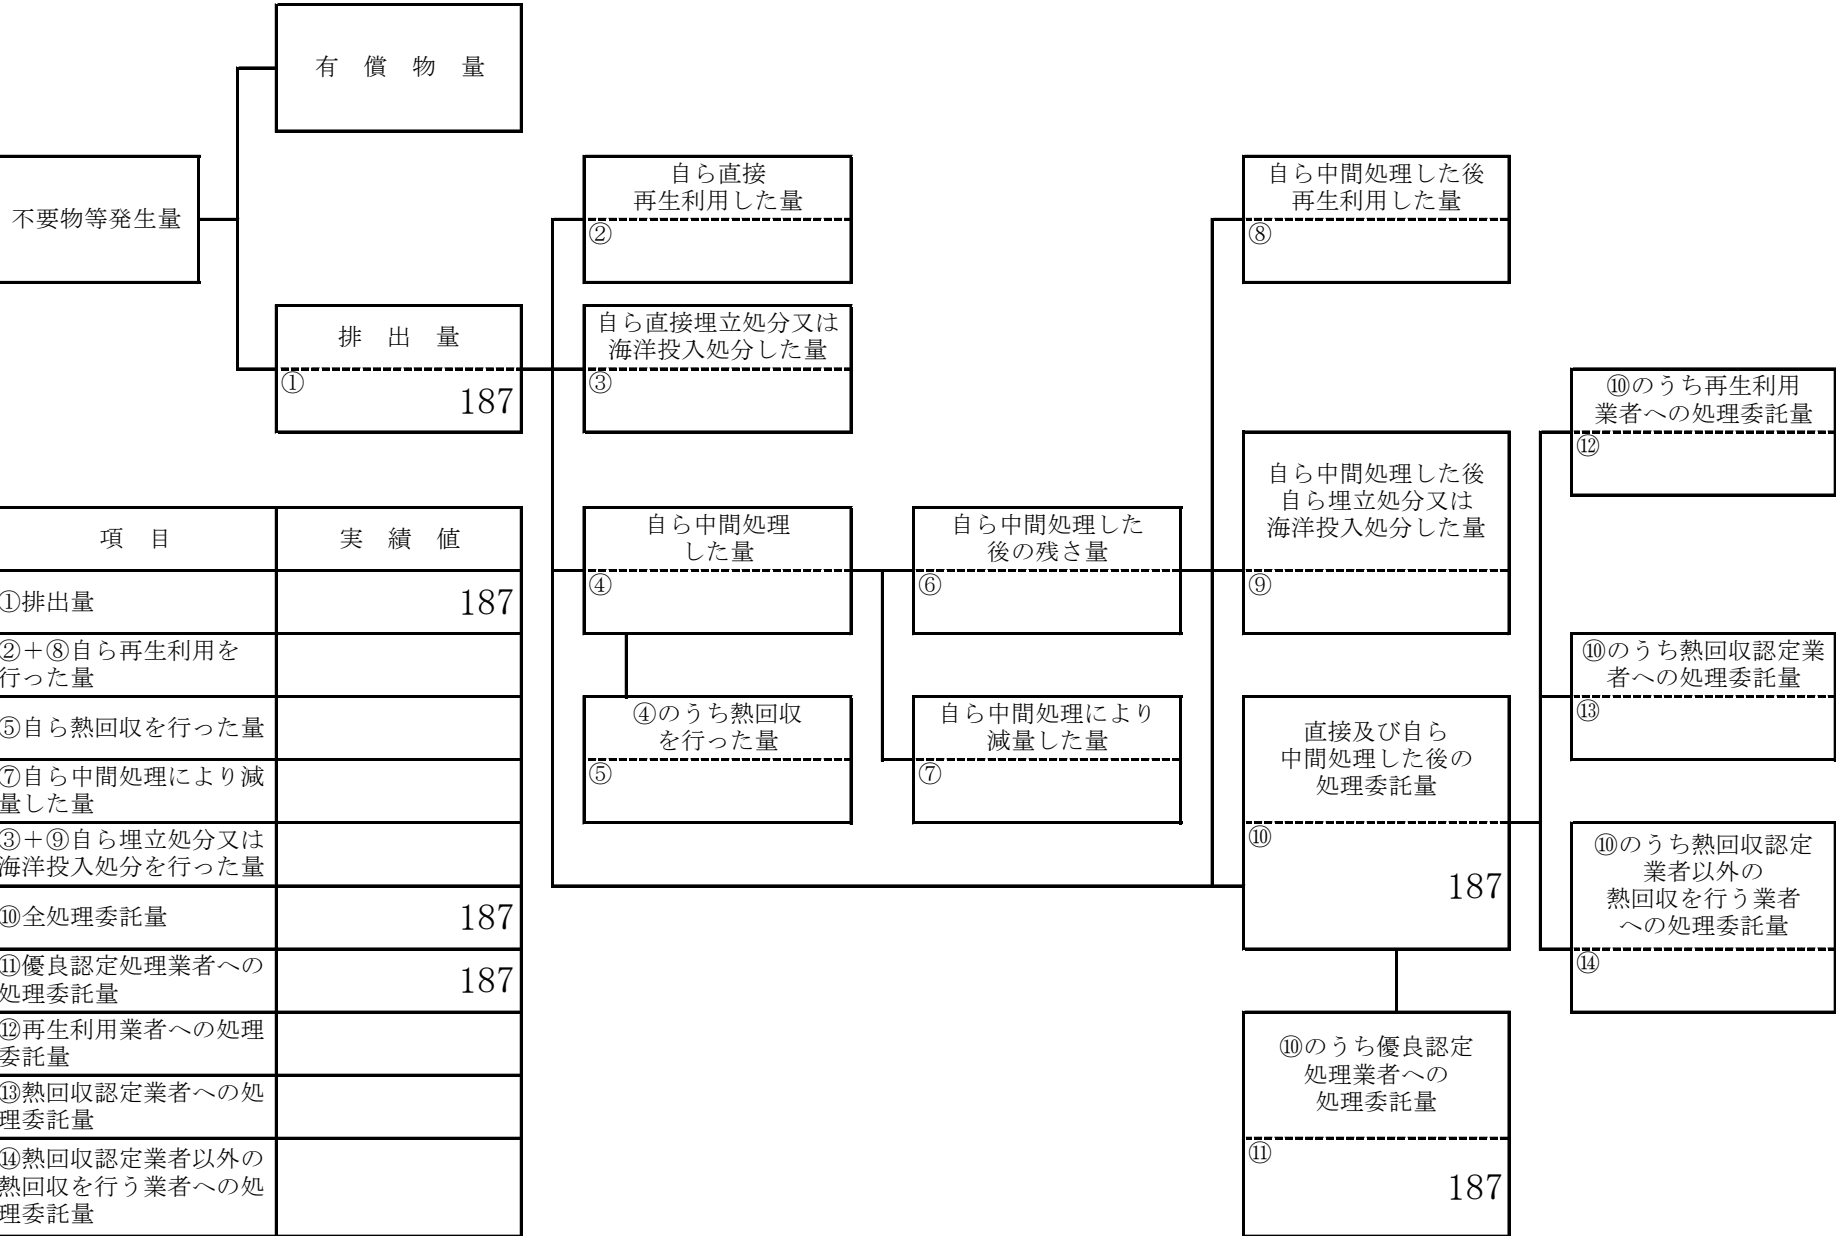 有　償　物　量
不要物等発生量
排　出　量
①
187
自ら直接
再生利用した量
②
自ら直接埋立処分又は
海洋投入処分した量
③
自ら中間処理
した量
④
④のうち熱回収
を行った量
⑤
自ら中間処理した
後の残さ量
⑥
自ら中間処理により
減量した量
⑦
自ら中間処理した後
再生利用した量
⑧
自ら中間処理した後
自ら埋立処分又は
海洋投入処分した量
⑨
直接及び自ら
中間処理した後の
処理委託量
⑩
187
⑩のうち優良認定
処理業者への
処理委託量
⑪
187
⑩のうち再生利用
業者への処理委託量
⑫
⑩のうち熱回収認定業
者への処理委託量
⑬
⑩のうち熱回収認定
業者以外の
熱回収を行う業者
への処理委託量
⑭
項　目　実　績　値
①排出量　187
②＋⑧自ら再生利用を
行った量
⑤自ら熱回収を行った量
⑦自ら中間処理により減
量した量
③＋⑨自ら埋立処分又は
海洋投入処分を行った量
⑩全処理委託量　187
⑪優良認定処理業者への
処理委託量　187
⑫再生利用業者への処理
委託量
⑬熱回収認定業者への処
理委託量
⑭熱回収認定業者以外の
熱回収を行う業者への処
理委託量